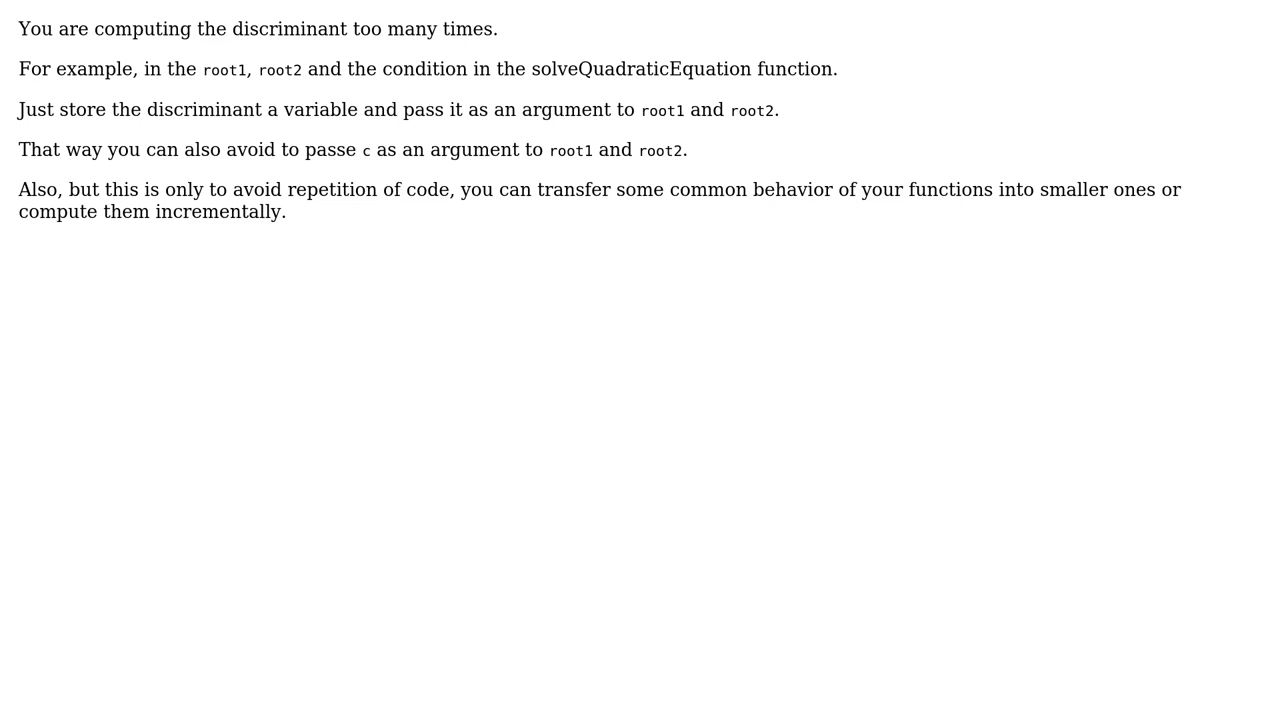 You are computing the discriminant too many times.
For example, in the root1, root2 and the condition in the solveQuadraticEquation function.
Just store the discriminant a variable and pass it as an argument to root1 and root2.
That way you can also avoid to passe c as an argument to root1 and root2.
Also, but this is only to avoid repetition of code, you can transfer some common behavior of your functions into smaller ones or
compute them incrementally.